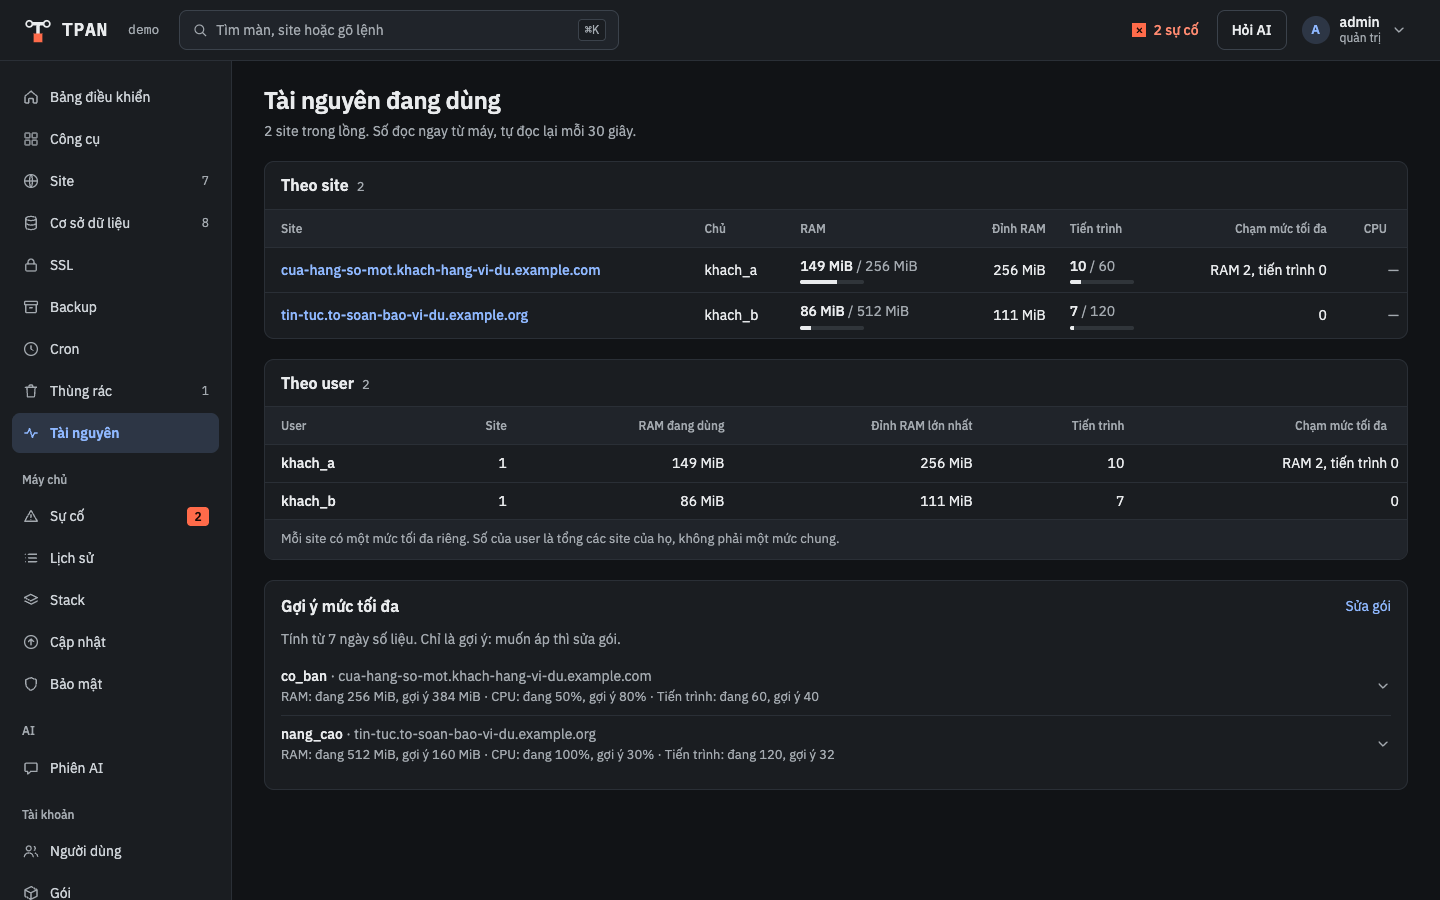 TPAN demo
Tìm màn, site hoặc gõ lệnh ⌘K
2 sự cố
Hỏi AI
A
admin
quản trị
Bảng điều khiển
Công cụ
Site 7
Cơ sở dữ liệu 8
SSL
Backup
Cron
Thùng rác 1
Tài nguyên
Máy chủ
Sự cố 2
Lịch sử
Stack
Cập nhật
Bảo mật
AI
Phiên AI
Tài khoản
Người dùng
Gói
Tài nguyên đang dùng
2 site trong lồng. Số đọc ngay từ máy, tự đọc lại mỗi 30 giây.
Theo site 2
Site Chủ RAM Đỉnh RAM Tiến trình Chạm mức tối đa CPU
cua-hang-so-mot.khach-hang-vi-du.example.com khach_a 149 MiB / 256 MiB 256 MiB 10 / 60 RAM 2, tiến trình 0 —
tin-tuc.to-soan-bao-vi-du.example.org khach_b 86 MiB / 512 MiB 111 MiB 7 / 120 0 —
Theo user 2
User Site RAM đang dùng Đỉnh RAM lớn nhất Tiến trình Chạm mức tối đa
khach_a 1 149 MiB 256 MiB 10 RAM 2, tiến trình 0
khach_b 1 86 MiB 111 MiB 7 0
Mỗi site có một mức tối đa riêng. Số của user là tổng các site của họ, không phải một mức chung.
Gợi ý mức tối đa Sửa gói
Tính từ 7 ngày số liệu. Chỉ là gợi ý: muốn áp thì sửa gói.
co_ban · cua-hang-so-mot.khach-hang-vi-du.example.com
RAM: đang 256 MiB, gợi ý 384 MiB · CPU: đang 50%, gợi ý 80% · Tiến trình: đang 60, gợi ý 40
nang_cao · tin-tuc.to-soan-bao-vi-du.example.org
RAM: đang 512 MiB, gợi ý 160 MiB · CPU: đang 100%, gợi ý 30% · Tiến trình: đang 120, gợi ý 32